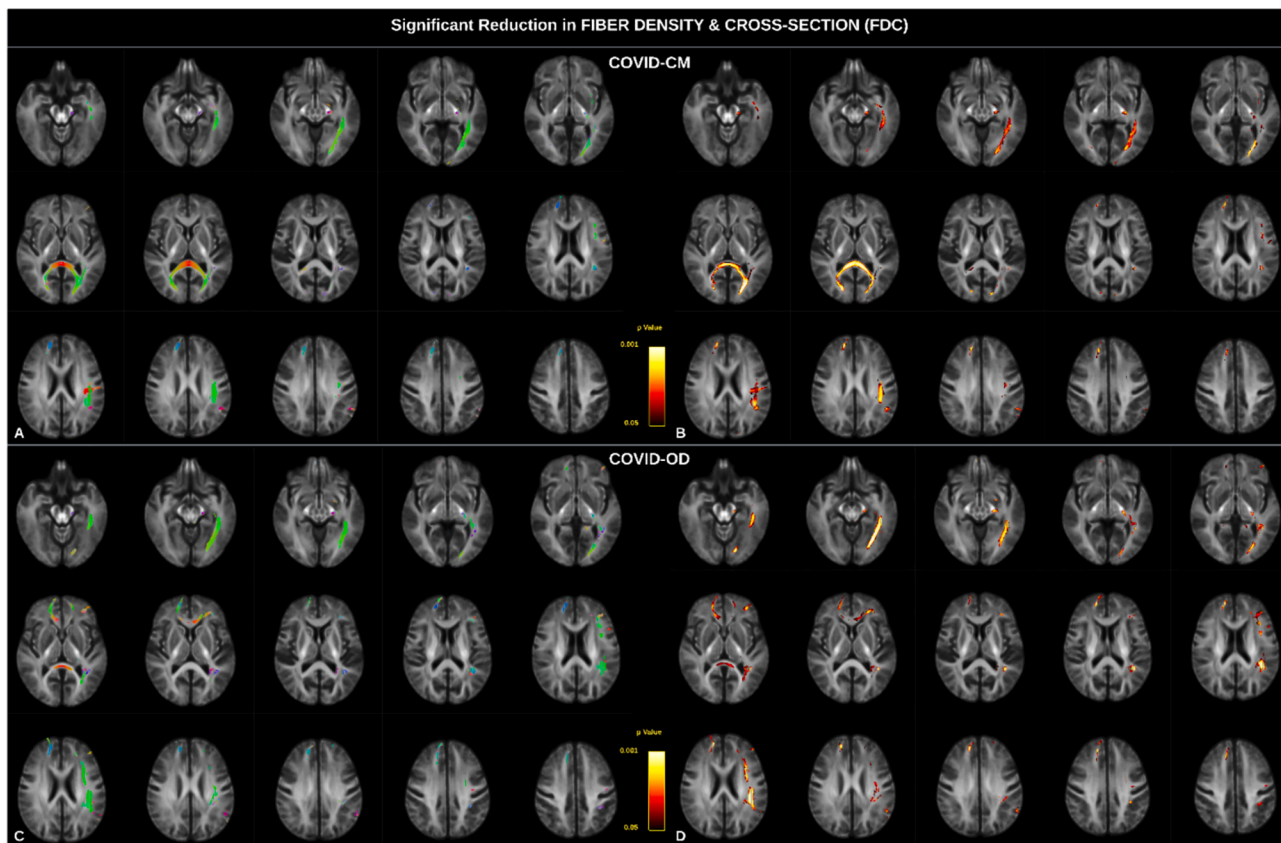 Significant Reduction in FIBER DENSITY & CROSS-SECTION (FDC)
COVID-CM
p Value
0.001
0.05
A
B
COVID-OD
p Value
0.001
0.05
C
D